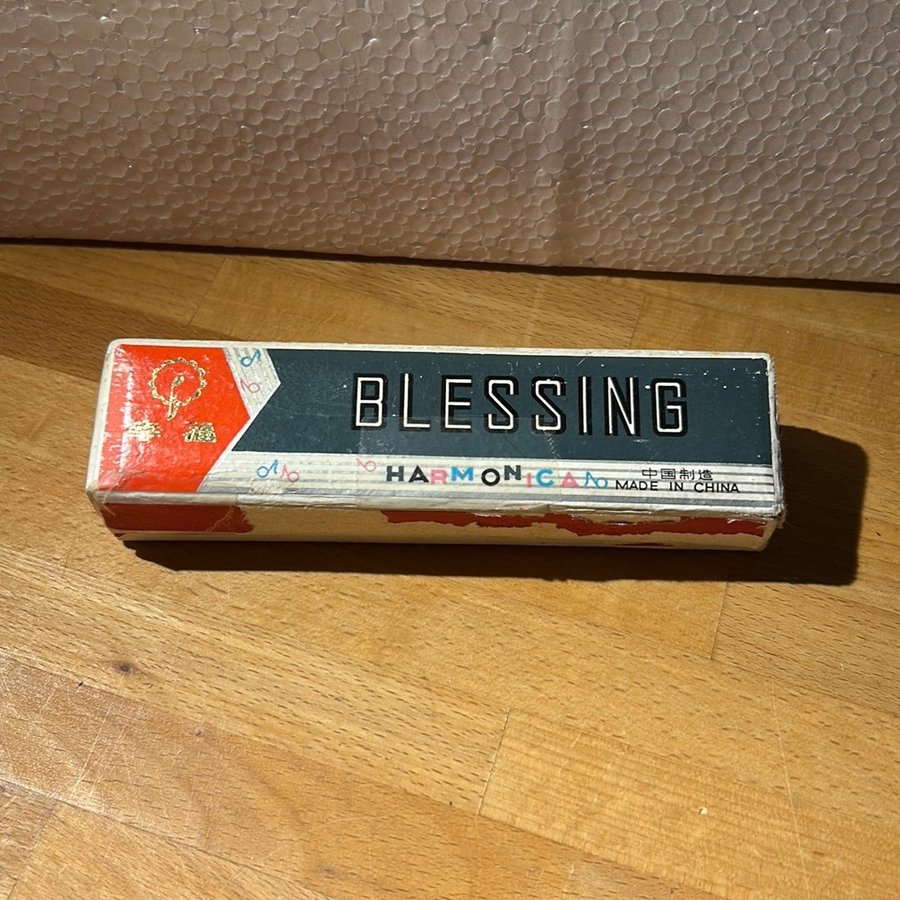 幸福
BLESSING
HARMONICA
中国制造
MADE IN CHINA